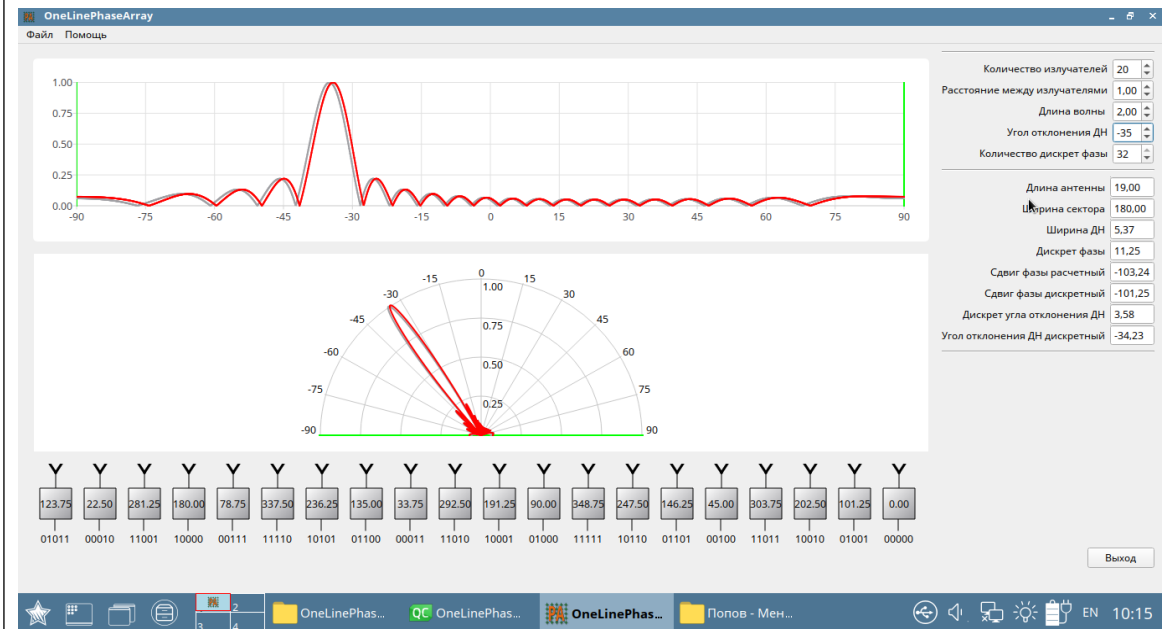 OneLinePhaseArray
Файл Помощь
1.00
0.75
0.50
0.25
0.00
-90 -75 -60 -45 -30 -15 0 15 30 45 60 75 90
Количество излучателей 20
Расстояние между излучателями 1,00
Длина волны 2,00
Угол отклонения ДН -35
Количество дискрет фазы 32
Длина антенны 19,00
Ширина сектора 180,00
Ширина ДН 5,37
Дискрет фазы 11,25
Сдвиг фазы расчетный -103,24
Сдвиг фазы дискретный -101,25
Дискрет угла отклонения ДН 3,58
Угол отклонения ДН дискретный -34,23
-90 -75 -60 -45 -30 -15 0 15 30 45 60 75 90
1.00
0.75
0.50
0.25
123.75 22.50 281.25 180.00 78.75 337.50 236.25 135.00 33.75 292.50 191.25 90.00 348.75 247.50 146.25 45.00 303.75 202.50 101.25 0.00
01011 00010 11001 10000 00111 11110 10101 01100 00011 11010 10001 01000 11111 10110 01101 00100 11011 10010 01001 00000
Выход
2
3 4
OneLinePhas...
QC OneLinePhas...
OneLinePhas...
Попов - Мен...
EN 10:15